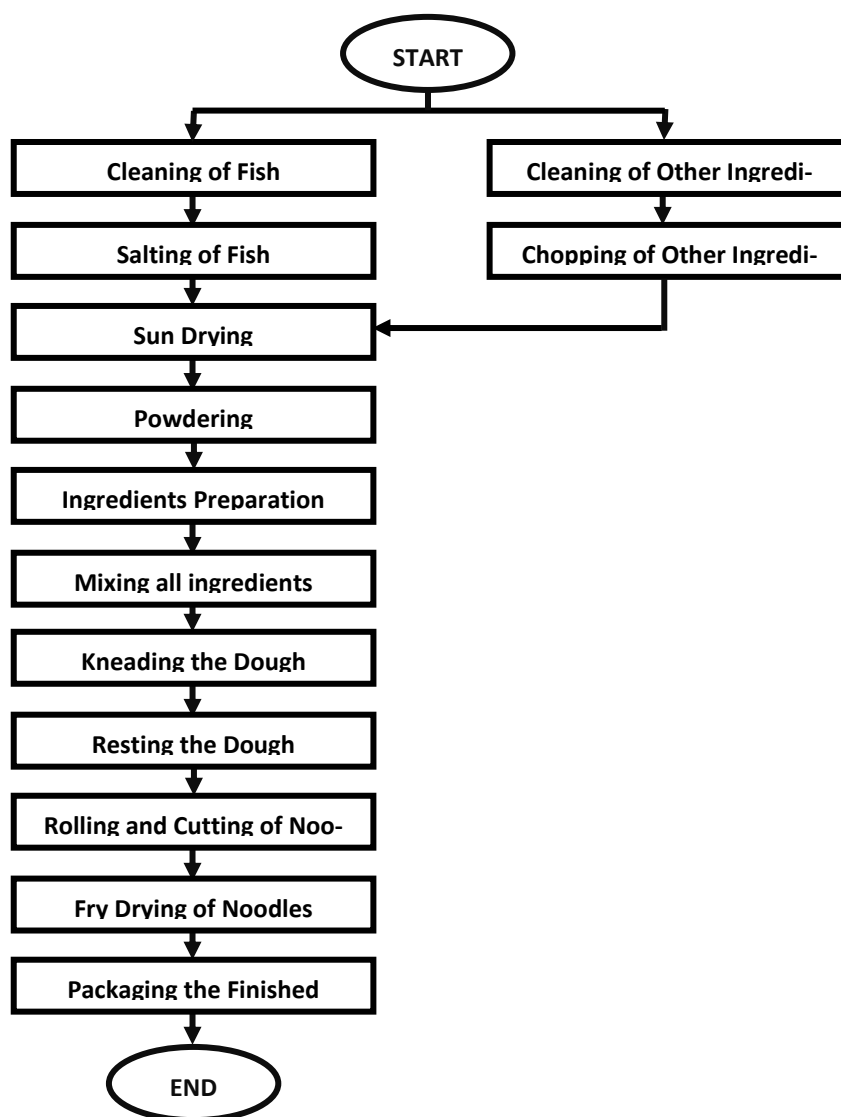 START
Cleaning of Fish
Cleaning of Other Ingredi-
Salting of Fish
Chopping of Other Ingredi-
Sun Drying
Powdering
Ingredients Preparation
Mixing all ingredients
Kneading the Dough
Resting the Dough
Rolling and Cutting of Noo-
Fry Drying of Noodles
Packaging the Finished
END